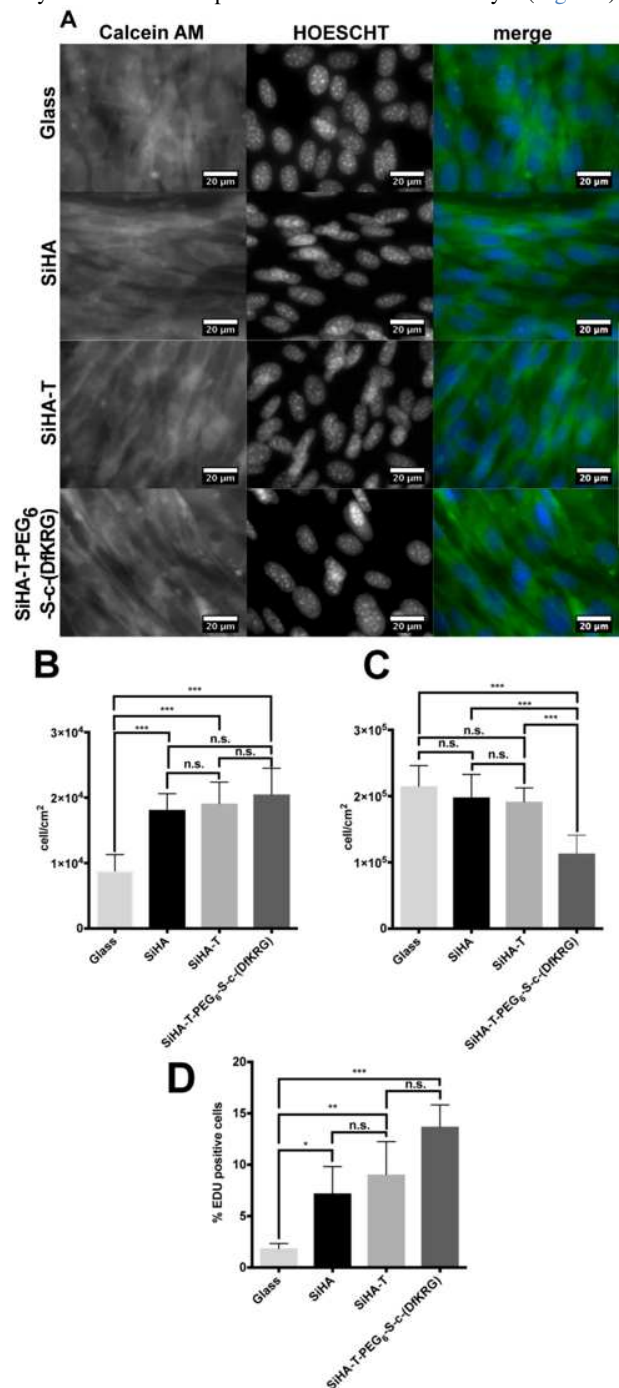 A
Calcein AM HOESCHT merge
Glass
20 µm 20 µm 20 µm
SiHA
20 µm 20 µm 20 µm
SiHA-T
20 µm 20 µm 20 µm
SiHA-T-PEG₆
-S-c-(DfKRG)
20 µm 20 µm 20 µm
B
***
***
***
n.s.
n.s.
n.s.
3×10⁴
2×10⁴
1×10⁴
0
cell/cm²
Glass
SiHA
SiHA-T
SiHA-T-PEG₆-S-c-(DfKRG)
C
***
***
***
n.s.
n.s.
n.s.
3×10⁵
2×10⁵
1×10⁵
0
cell/cm²
Glass
SiHA
SiHA-T
SiHA-T-PEG₆-S-c-(DfKRG)
D
***
n.s.
**
n.s.
*
20
15
10
5
0
% EDU positive cells
Glass
SiHA
SiHA-T
SiHA-T-PEG₆-S-c-(DfKRG)